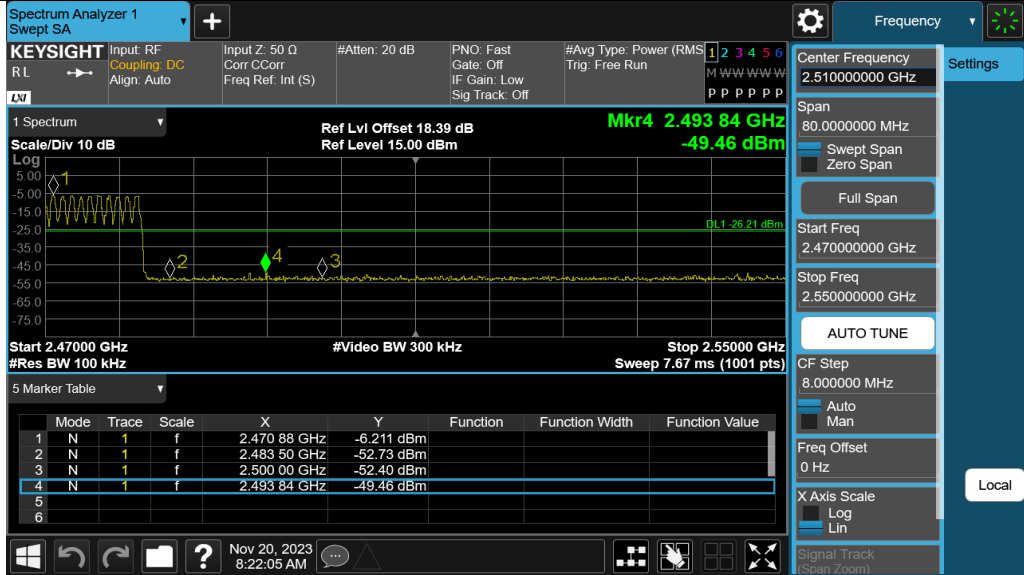 Spectrum Analyzer 1
Swept SA
+
Frequency
KEYSIGHT
R L
LXI
Input: RF
Coupling: DC
Align: Auto
Input Z: 50 Ω
Corr CCorr
Freq Ref: Int (S)
#Atten: 20 dB
PNO: Fast
Gate: Off
IF Gain: Low
Sig Track: Off
#Avg Type: Power (RMS
Trig: Free Run
1 2 3 4 5 6
M W W W W W
P P P P P P
1 Spectrum
Scale/Div 10 dB
Log
Ref Lvl Offset 18.39 dB
Ref Level 15.00 dBm
Mkr4 2.493 84 GHz
-49.46 dBm
5.00
-5.00
-15.0
-25.0
-35.0
-45.0
-55.0
-65.0
-75.0
1
2
4
3
DL1 -26.21 dBm
Start 2.47000 GHz
#Video BW 300 kHz
Stop 2.55000 GHz
#Res BW 100 kHz
Sweep 7.67 ms (1001 pts)
5 Marker Table
Mode Trace Scale X Y Function Function Width Function Value
1 N 1 f 2.470 88 GHz -6.211 dBm
2 N 1 f 2.483 50 GHz -52.73 dBm
3 N 1 f 2.500 00 GHz -52.40 dBm
4 N 1 f 2.493 84 GHz -49.46 dBm
5
6
Nov 20, 2023
8:22:05 AM
?
Center Frequency
2.510000000 GHz
Span
80.0000000 MHz
Swept Span
Zero Span
Full Span
Start Freq
2.470000000 GHz
Stop Freq
2.550000000 GHz
AUTO TUNE
CF Step
8.000000 MHz
Auto
Man
Freq Offset
0 Hz
X Axis Scale
Log
Lin
Signal Track
(Span Zoom)
Settings
Local